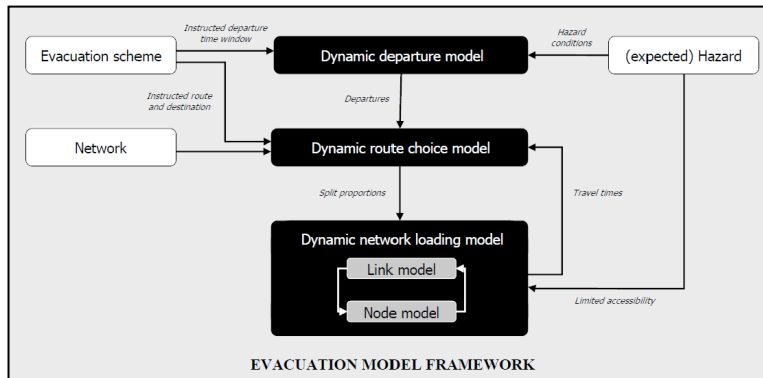 Instructed departure
time window
Hazard
conditions
Evacuation scheme
Dynamic departure model
(expected) Hazard
Instructed route
and destination
Departures
Network
Dynamic route choice model
Split proportions
Travel times
Dynamic network loading model
Link model
Node model
Limited accessibility
EVACUATION MODEL FRAMEWORK